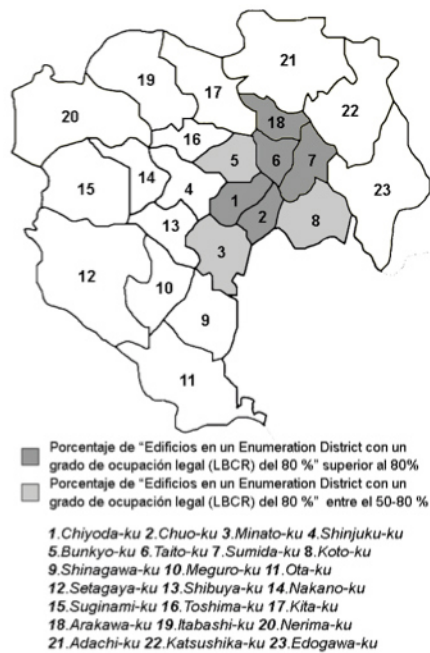 21
19
17
20
22
18
16
5
6
7
15
14
4
23
1
2
8
13
3
12
10
9
11
Porcentaje de “Edificios en un Enumeration District con un
grado de ocupación legal (LBCR) del 80 %” superior al 80%
Porcentaje de “Edificios en un Enumeration District con un
grado de ocupación legal (LBCR) del 80 %” entre el 50-80 %
1.Chiyoda-ku 2.Chuo-ku 3.Minato-ku 4.Shinjuku-ku
5.Bunkyo-ku 6.Taito-ku 7.Sumida-ku 8.Koto-ku
9.Shinagawa-ku 10.Meguro-ku 11.Ota-ku
12.Setagaya-ku 13.Shibuya-ku 14.Nakano-ku
15.Suginami-ku 16.Toshima-ku 17.Kita-ku
18.Arakawa-ku 19.Itabashi-ku 20.Nerima-ku
21.Adachi-ku 22.Katsushika-ku 23.Edogawa-ku